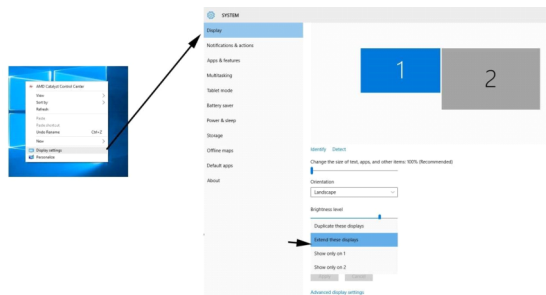 AMD Catalyst Control Center
View
Sort by
Refresh
Paste
Paste shortcut
Undo Rename Ctrl+Z
New
Display settings
Personalize
SYSTEM
Display
Notifications & actions
Apps & features
Multitasking
Tablet mode
Battery saver
Power & sleep
Storage
Offline maps
Default apps
About
1
2
Identify Detect
Change the size of text, apps, and other items: 100% (Recommended)
Orientation
Landscape
Brightness level
Duplicate these displays
Extend these displays
Show only on 1
Show only on 2
Advanced display settings